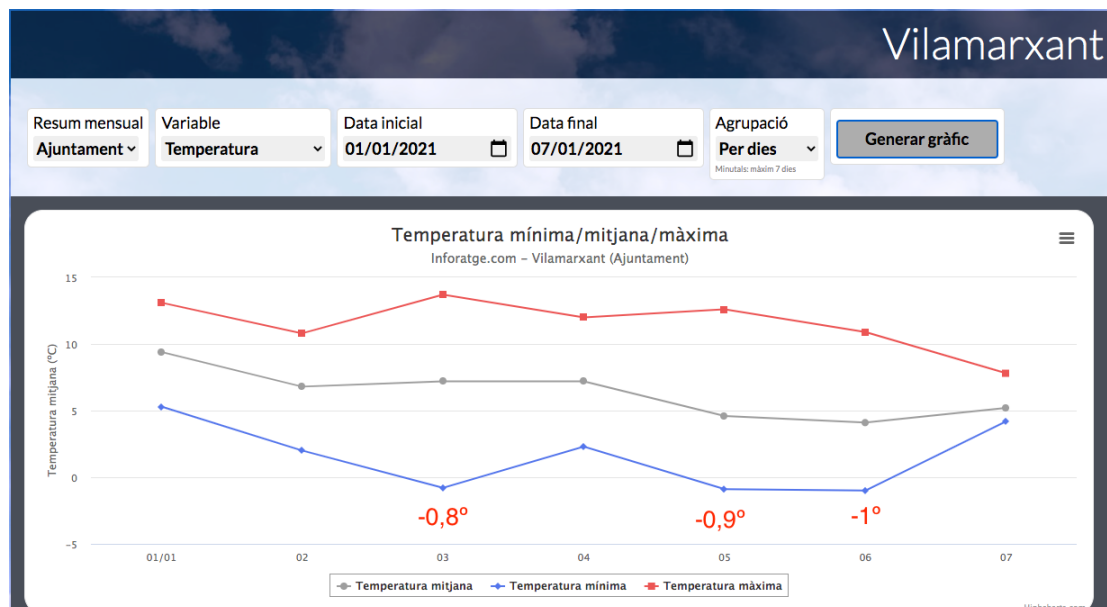 Vilamarxant
Resum mensual
Ajuntament
Variable
Temperatura
Data inicial
01/01/2021
Data final
07/01/2021
Agrupació
Per dies
Minutals: màxim 7 dies
Generar gràfic
Temperatura mínima/mitjana/màxima
Inforatge.com – Vilamarxant (Ajuntament)
Temperatura mitjana (ºC)
15
10
5
0
-5
-0,8º
-0,9º
-1º
01/01 02 03 04 05 06 07
Temperatura mitjana Temperatura mínima Temperatura màxima
Highcharts.com